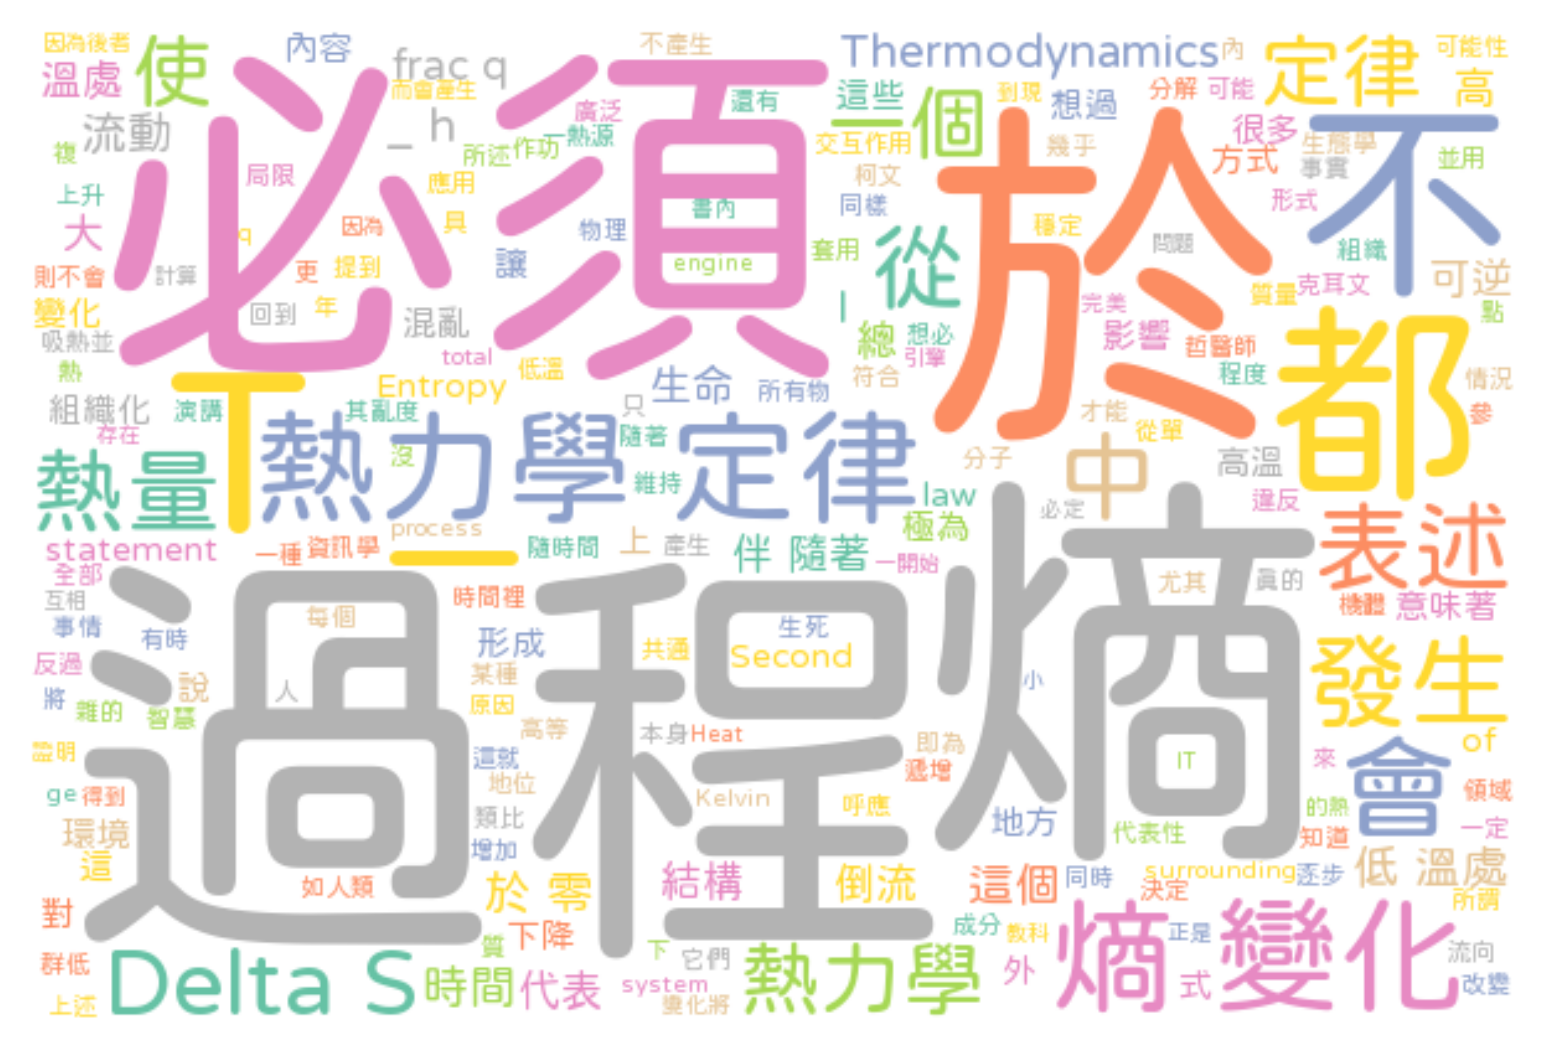 因為後者
內容
frac q
不產生
Thermodynamics
內
定律
可能性
溫處
使
必須
而會產生
還有
這些
個
到現
想過
分解
可能
高
流動
_ h
廣泛
於
幾乎
很多
生態學
不
複
所述
作功
一熱源
交互作用
方式
事實
並用
上升
局限
應用
書內
柯文
同樣
形式
大
q
因為
具
物理
套用
從
穩定
問題
組織
則不會
計算
更
提到
讓
engine
質量
克耳文
可逆
變化
回到
年
混亂
I
總
想必
完美
影響
哲醫師
點
吸熱並
total
引擎
熱
T
Entropy
低溫
生命
所有物
符合
程度
都
情況
組織化
演講
其亂度
只
才能
參
存在
熱力學定律
隨著
從單
熱量
沒
維持
分子
中
高溫
process
law
必定
違反
statement
一種
資訊學
_
隨時間
上
產生
伴 隨著
極為
一開始
表述
全部
過程熵
尤其
真的
互相
時間裡
機體
意味著
事情
有時
每個
形成
共通
生死
反過
說
某種
Second
小
發生
將
雜的
智慧
人
原因
高等
本身
Heat
證明
這就
即為
IT
來
會
of
ge
得到
地位
Kelvin
遞增
領域
環境
類比
呼應
地方
代表性
的熱
知道
一定
這
增加
surrounding
逐步
低 溫處
如人類
於 零
結構
倒流
這個
同時
決定
所謂
對
下降
成分
教科
熵變化
正是
群低
Delta S
質
下
它們
熱力學
外
流向
上述
時間
代表
system
變化將
式
改變